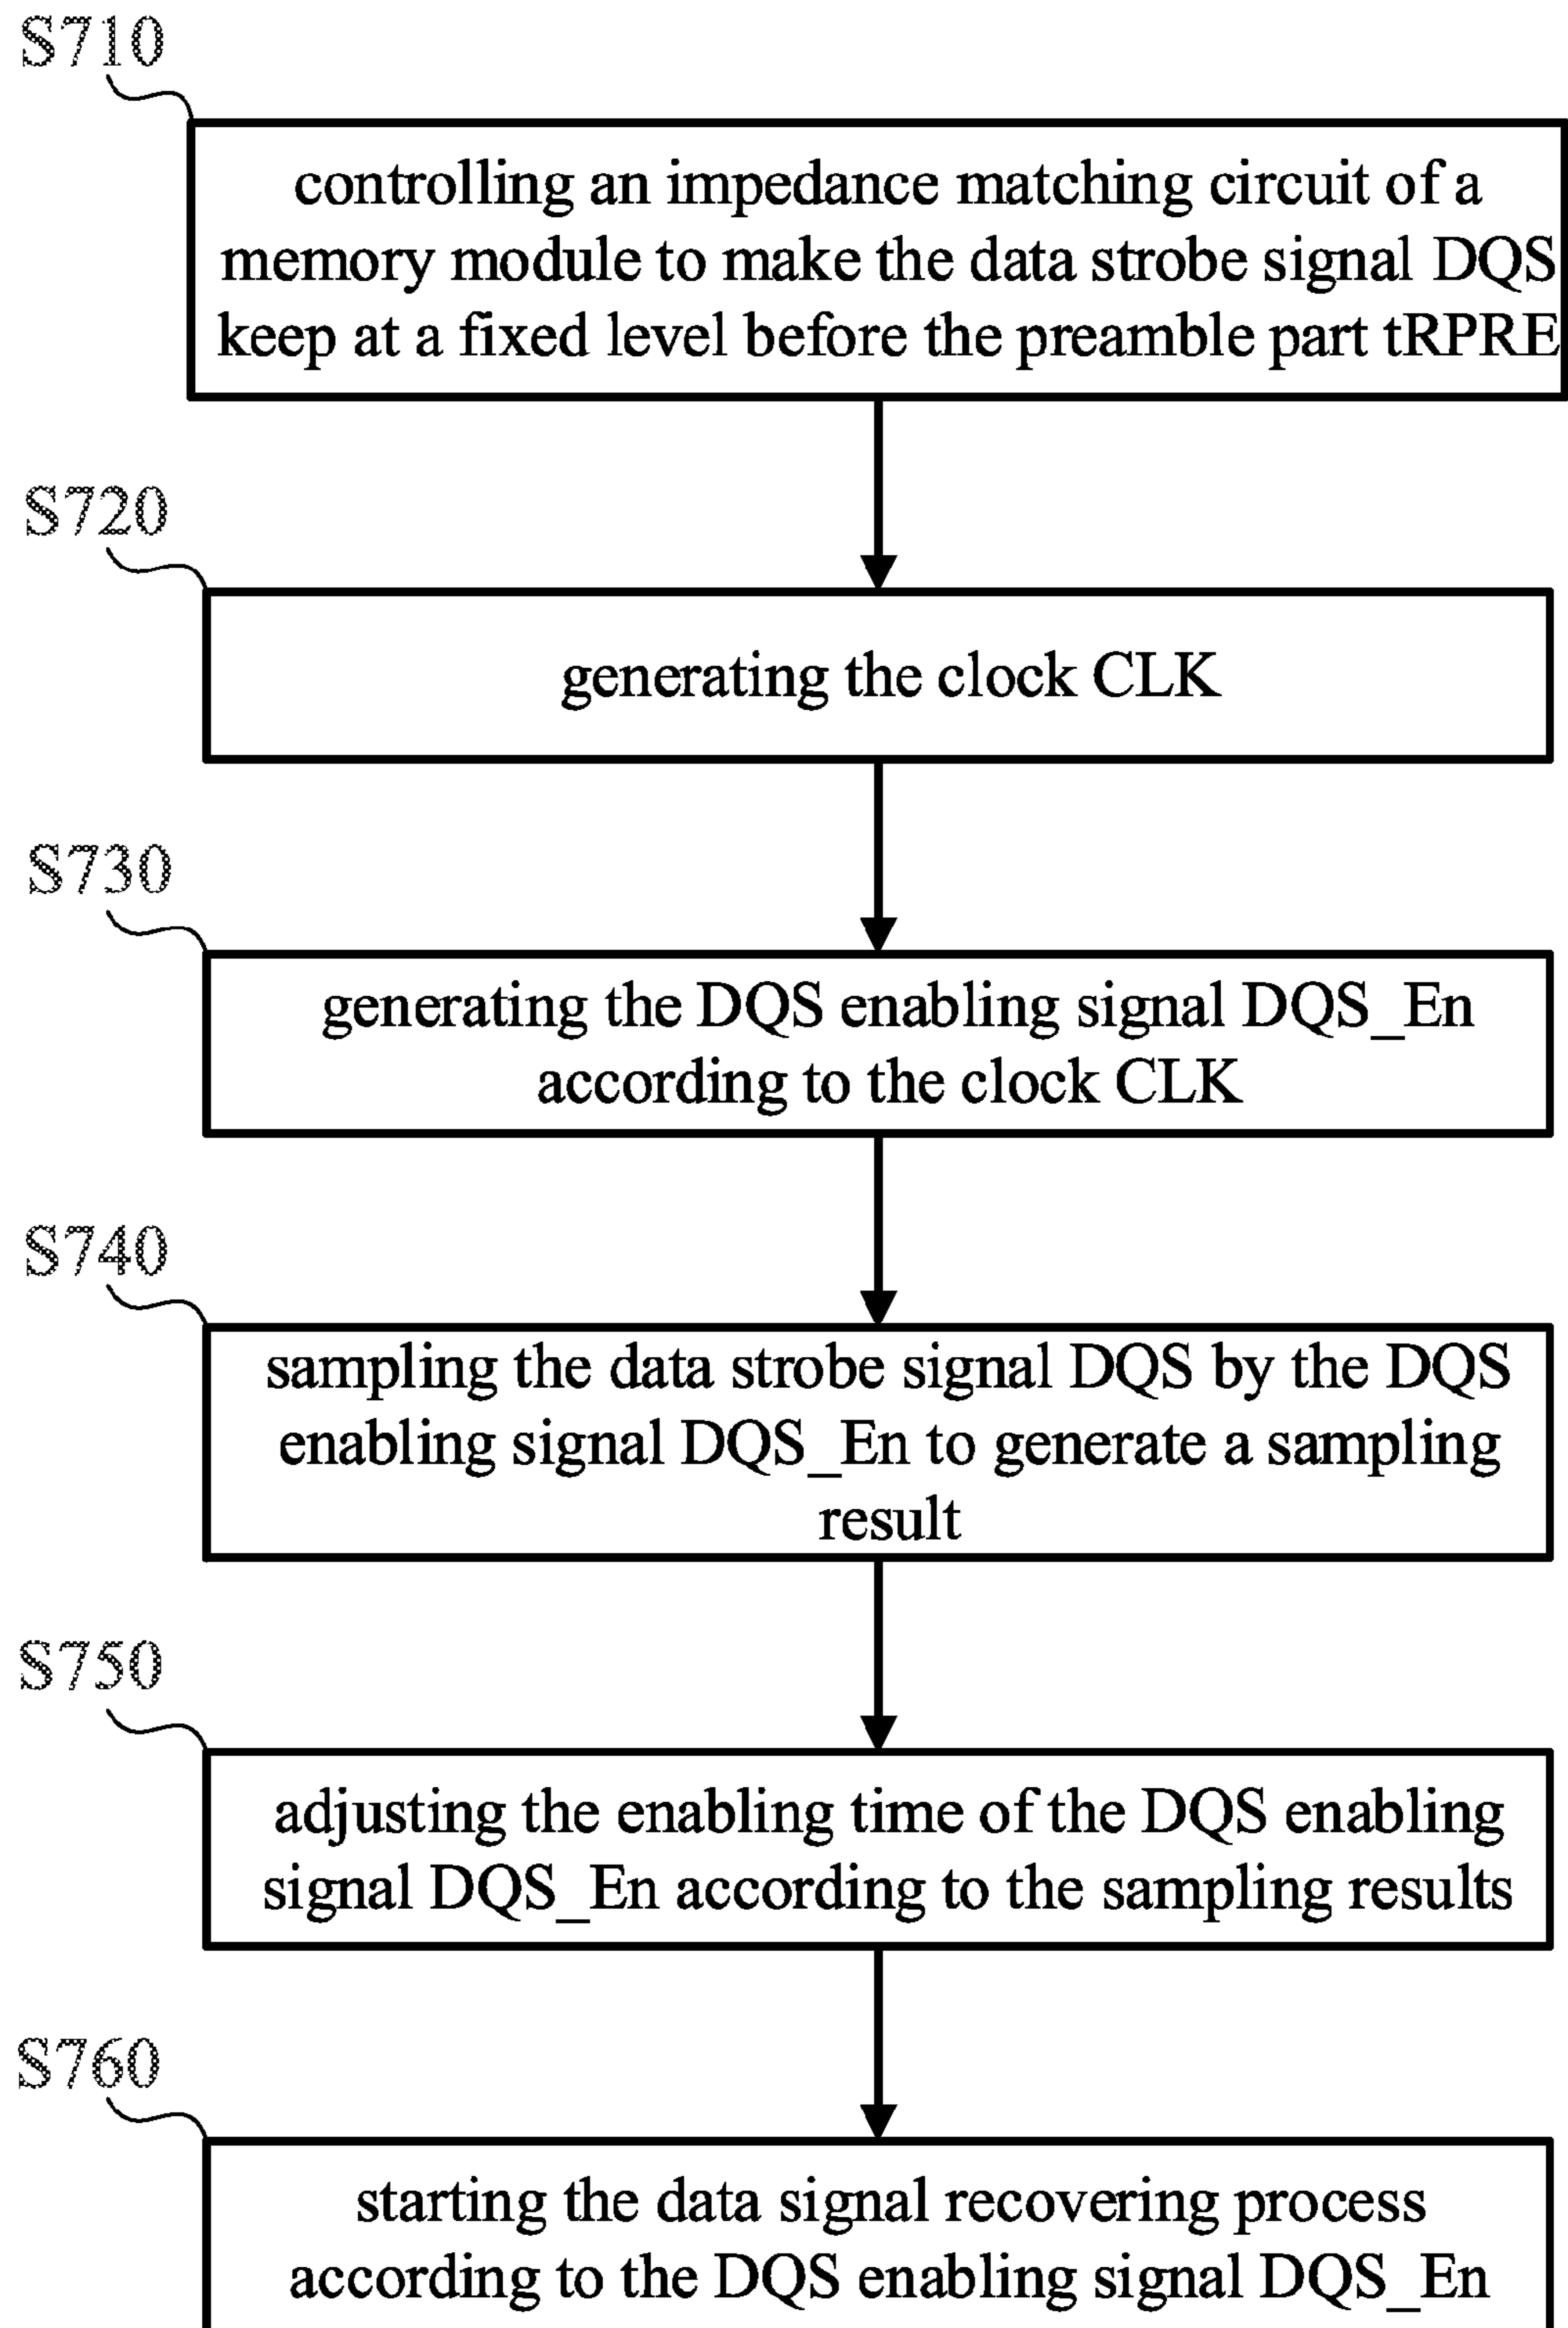 S710
controlling an impedance matching circuit of a
memory module to make the data strobe signal DQS
keep at a fixed level before the preamble part tRPRE
S720
generating the clock CLK
S730
generating the DQS enabling signal DQS_En
according to the clock CLK
S740
sampling the data strobe signal DQS by the DQS
enabling signal DQS_En to generate a sampling
result
S750
adjusting the enabling time of the DQS enabling
signal DQS_En according to the sampling results
S760
starting the data signal recovering process
according to the DQS enabling signal DQS_En